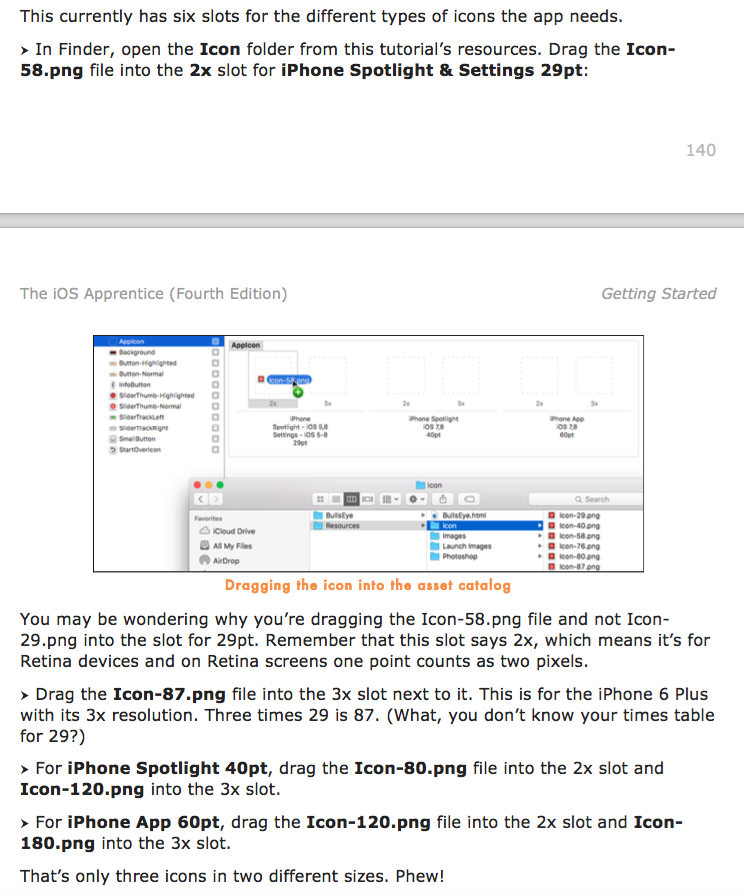 This currently has six slots for the different types of icons the app needs.
➤ In Finder, open the Icon folder from this tutorial’s resources. Drag the Icon-
58.png file into the 2x slot for iPhone Spotlight & Settings 29pt:
140
The iOS Apprentice (Fourth Edition)
Getting Started
AppIcon
Background
Button-Highlighted
Button-Normal
InfoButton
SliderThumb-Highlighted
SliderThumb-Normal
SliderTrackLeft
SliderTrackRight
SmallButton
StartOverIcon
AppIcon
Icon-58.png
2x
3x
2x
3x
2x
3x
iPhone
Spotlight - iOS 5,6
Settings - iOS 5-8
29pt
iPhone Spotlight
iOS 7,8
40pt
iPhone App
iOS 7,8
60pt
Icon
Search
Favorites
iCloud Drive
All My Files
AirDrop
BullsEye
Resources
BullsEye.html
Icon
Images
Launch Images
Photoshop
Icon-29.png
Icon-40.png
Icon-58.png
Icon-76.png
Icon-80.png
Icon-87.png
Dragging the icon into the asset catalog
You may be wondering why you’re dragging the Icon-58.png file and not Icon-
29.png into the slot for 29pt. Remember that this slot says 2x, which means it’s for
Retina devices and on Retina screens one point counts as two pixels.
➤ Drag the Icon-87.png file into the 3x slot next to it. This is for the iPhone 6 Plus
with its 3x resolution. Three times 29 is 87. (What, you don’t know your times table
for 29?)
➤ For iPhone Spotlight 40pt, drag the Icon-80.png file into the 2x slot and
Icon-120.png into the 3x slot.
➤ For iPhone App 60pt, drag the Icon-120.png file into the 2x slot and Icon-
180.png into the 3x slot.
That’s only three icons in two different sizes. Phew!